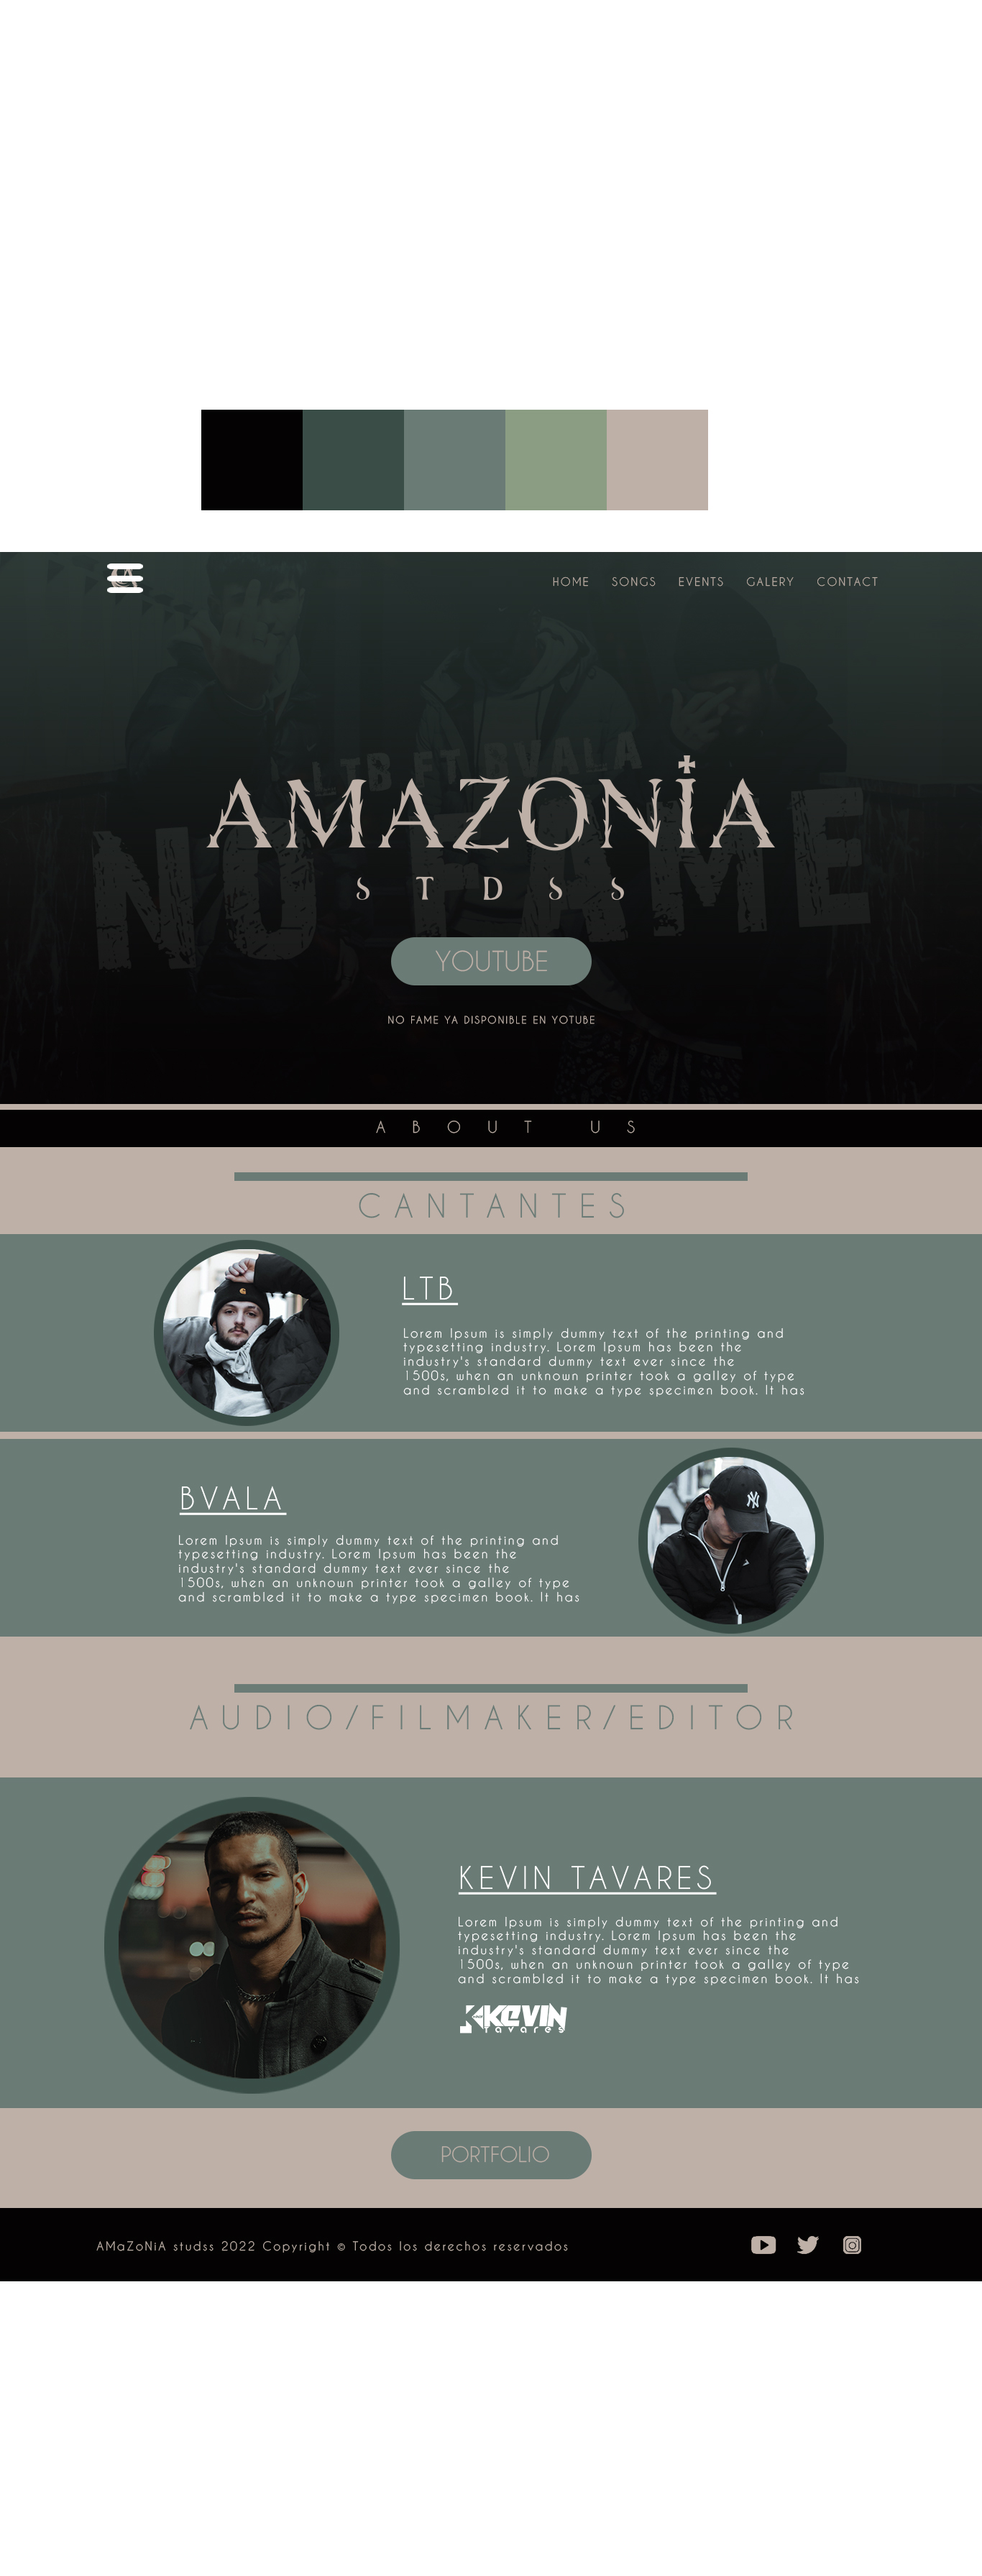 HOME SONGS EVENTS GALERY CONTACT
LTB FT BVALA
NO FAME
AMAZONIA
STDSS
YOUTUBE
NO FAME YA DISPONIBLE EN YOTUBE
ABOUT US
CANTANTES
LTB
Lorem Ipsum is simply dummy text of the printing and
typesetting industry. Lorem Ipsum has been the
industry's standard dummy text ever since the
1500s, when an unknown printer took a galley of type
and scrambled it to make a type specimen book. It has
BVALA
Lorem Ipsum is simply dummy text of the printing and
typesetting industry. Lorem Ipsum has been the
industry's standard dummy text ever since the
1500s, when an unknown printer took a galley of type
and scrambled it to make a type specimen book. It has
AUDIO/FILMAKER/EDITOR
KEVIN TAVARES
Lorem Ipsum is simply dummy text of the printing and
typesetting industry. Lorem Ipsum has been the
industry's standard dummy text ever since the
1500s, when an unknown printer took a galley of type
and scrambled it to make a type specimen book. It has
KEVIN
Tavares
PORTFOLIO
AMaZoNiA studss 2022 Copyright © Todos los derechos reservados